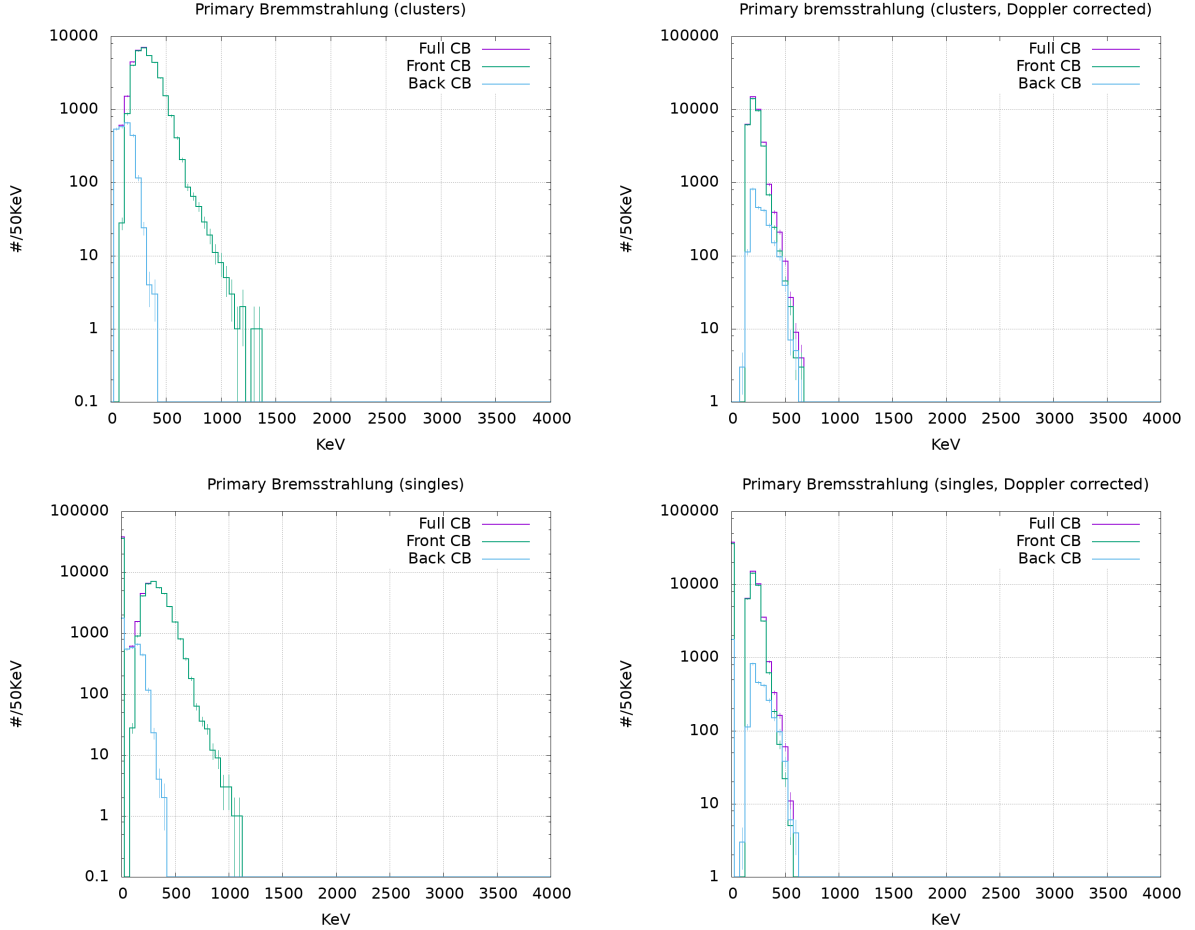 Primary Bremmstrahlung (clusters)
10000
1000
100
10
1
0.1
#/50KeV
Full CB
Front CB
Back CB
0 500 1000 1500 2000 2500 3000 3500 4000
KeV
Primary bremsstrahlung (clusters, Doppler corrected)
100000
10000
1000
100
10
1
#/50KeV
Full CB
Front CB
Back CB
0 500 1000 1500 2000 2500 3000 3500 4000
KeV
Primary Bremsstrahlung (singles)
100000
10000
1000
100
10
1
0.1
#/50KeV
Full CB
Front CB
Back CB
0 500 1000 1500 2000 2500 3000 3500 4000
KeV
Primary Bremsstrahlung (singles, Doppler corrected)
100000
10000
1000
100
10
1
#/50KeV
Full CB
Front CB
Back CB
0 500 1000 1500 2000 2500 3000 3500 4000
KeV